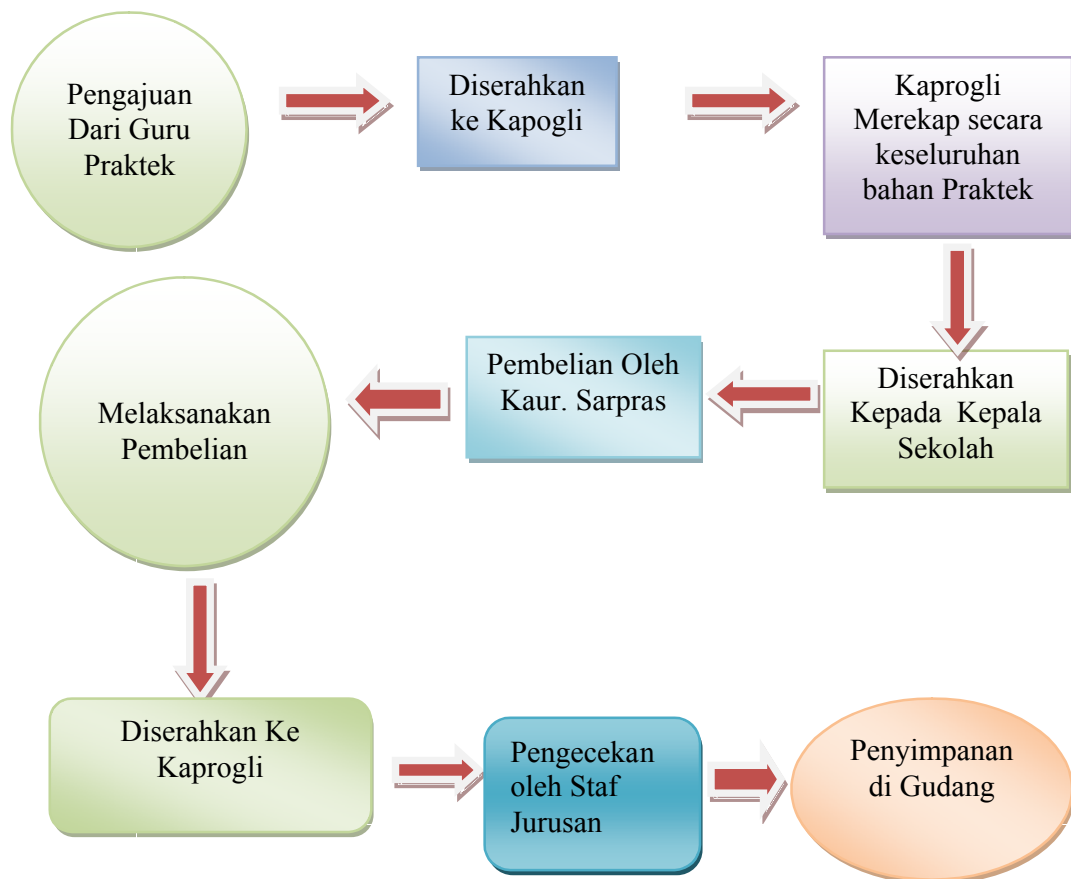 Pengajuan
Dari Guru
Praktek
Diserahkan
ke Kapogli
Kaprogli
Merekap secara
keseluruhan
bahan Praktek
Diserahkan
Kepada Kepala
Sekolah
Pembelian Oleh
Kaur. Sarpras
Melaksanakan
Pembelian
Diserahkan Ke
Kaprogli
Pengecekan
oleh Staf
Jurusan
Penyimpanan
di Gudang